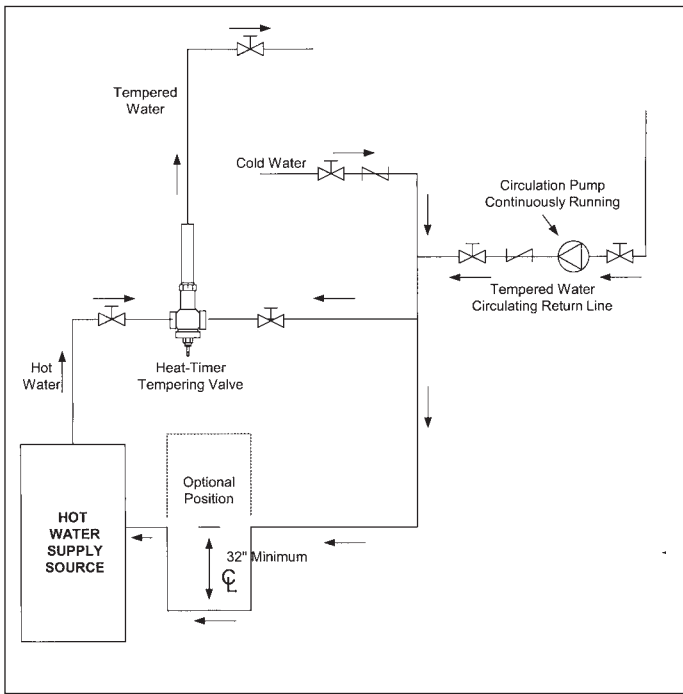 Tempered
Water
Cold Water
Circulation Pump
Continuously Running
Tempered Water
Circulating Return Line
Hot
Water
Heat-Timer
Tempering Valve
Optional
Position
HOT
WATER
SUPPLY
SOURCE
32" Minimum
℄